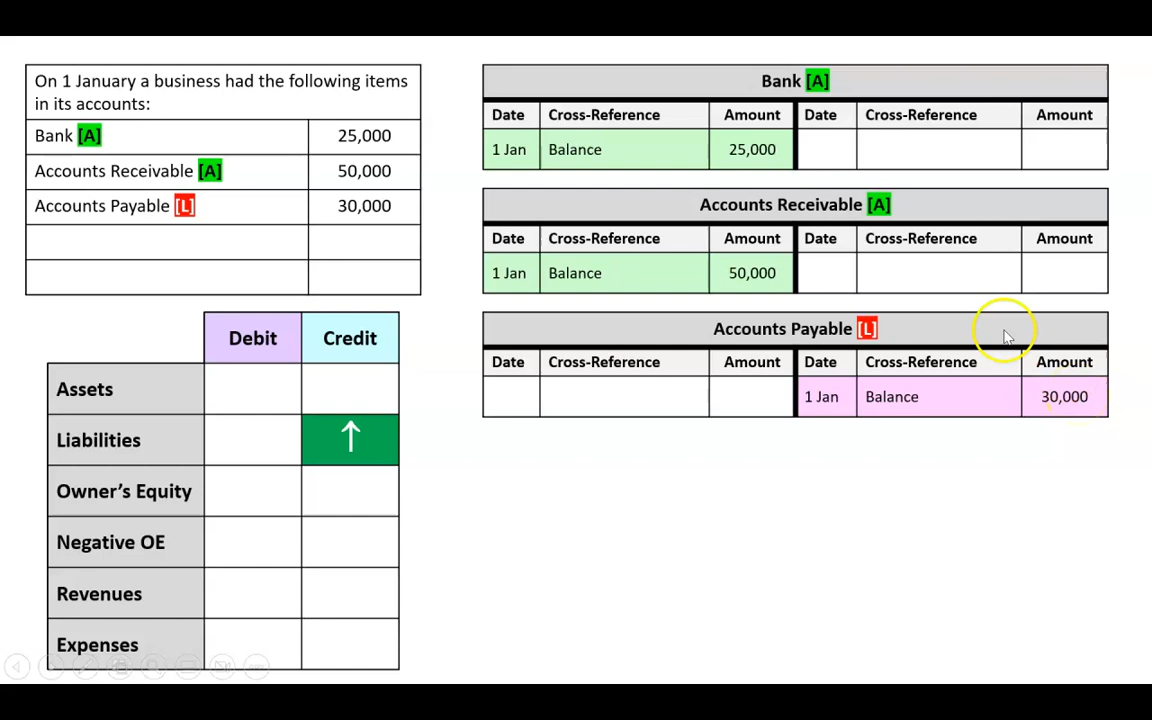 On 1 January a business had the following items
in its accounts:
Bank [A] 25,000
Accounts Receivable [A] 50,000
Accounts Payable [L] 30,000
Debit Credit
Assets
Liabilities ↑
Owner's Equity
Negative OE
Revenues
Expenses
Bank [A]
Date Cross-Reference Amount Date Cross-Reference Amount
1 Jan Balance 25,000
Accounts Receivable [A]
Date Cross-Reference Amount Date Cross-Reference Amount
1 Jan Balance 50,000
Accounts Payable [L]
Date Cross-Reference Amount Date Cross-Reference Amount
1 Jan Balance 30,000